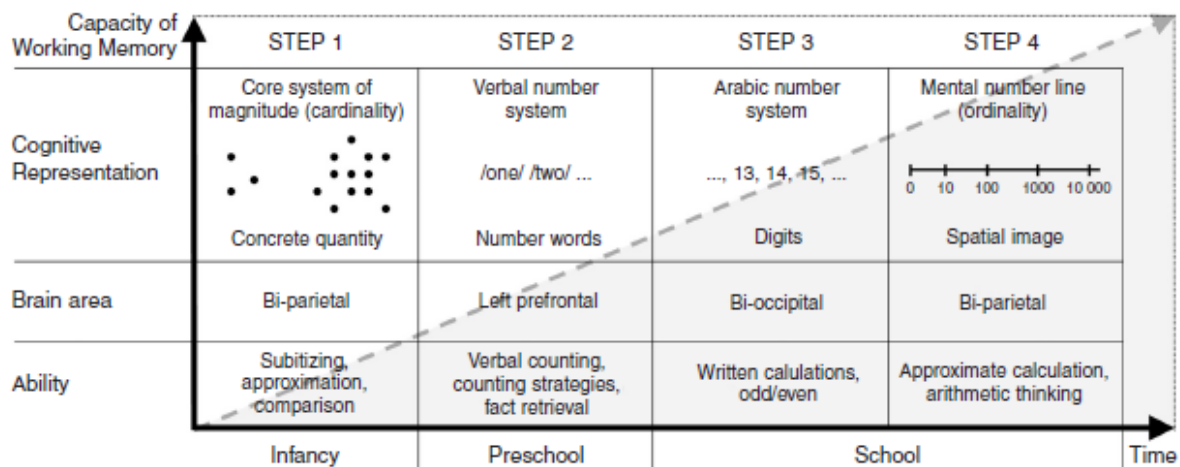 Capacity of
Working Memory
STEP 1
STEP 2
STEP 3
STEP 4
Cognitive
Representation
Core system of
magnitude (cardinality)
Concrete quantity
Verbal number
system
/one/ /two/ ...
Number words
Arabic number
system
..., 13, 14, 15, ...
Digits
Mental number line
(ordinality)
0 10 100 1000 10 000
Spatial image
Brain area
Bi-parietal
Left prefrontal
Bi-occipital
Bi-parietal
Ability
Subitizing,
approximation,
comparison
Verbal counting,
counting strategies,
fact retrieval
Written calulations,
odd/even
Approximate calculation,
arithmetic thinking
Infancy
Preschool
School
Time